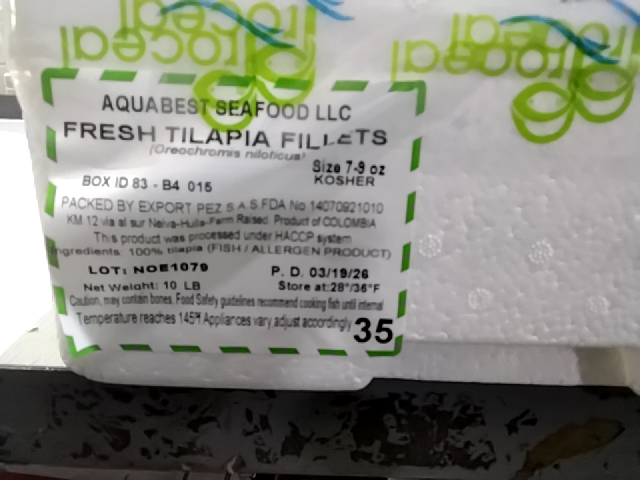 AQUABEST SEAFOOD LLC
FRESH TILAPIA FILLETS
(Oreochromis niloticus)
Size 7-9 oz
BOX ID 83 - B4 015
KOSHER
PACKED BY EXPORT PEZ S.A.S.FDA No 14070921010
KM 12 via al sur Neiva-Huila-Farm Raised. Product of COLOMBIA
This product was processed under HACCP system
Ingredients: 100% tilapia (FISH / ALLERGEN PRODUCT)
LOT: NOE1079 P. D. 03/19/26
Net Weight: 10 LB Store at:28°/36°F
Caution, may contain bones. Food Safety guidelines recommend cooking fish until internal
Temperature reaches 145°F Appliances vary,adjust accordingly
35